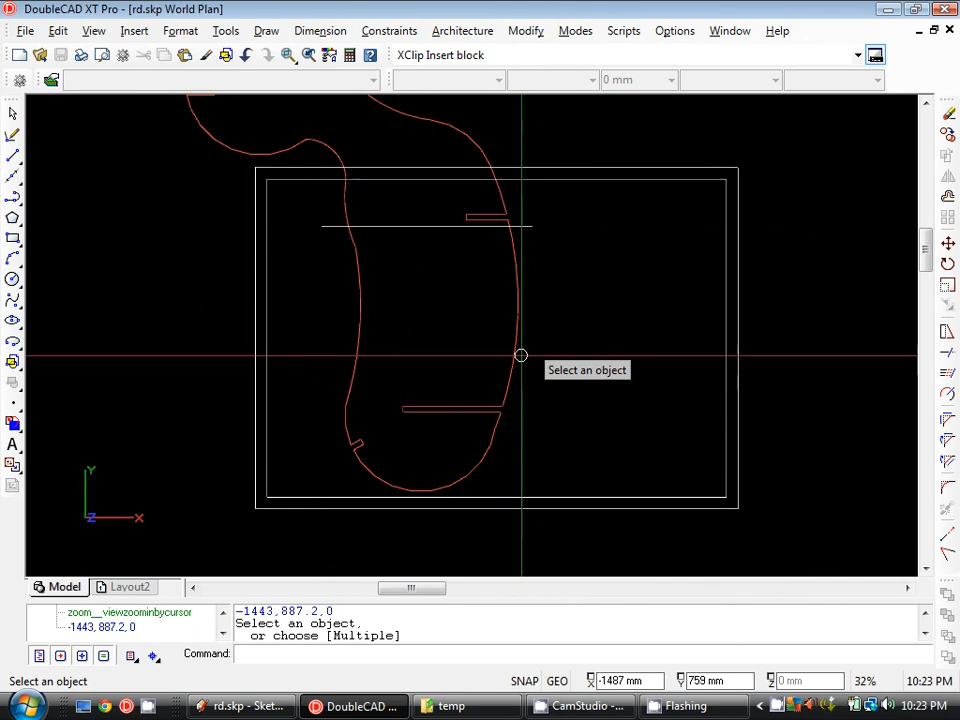 DoubleCAD XT Pro - [rd.skp World Plan]
File Edit View Insert Format Tools Draw Dimension Constraints Architecture Modify Modes Scripts Options Window Help
XClip Insert block
0 mm
Select an object
Y
Z X
Model Layout2
zoom__viewzoominbycursor
-1443,887.2,0
-1443,887.2,0
Select an object,
or choose [Multiple]
Command:
Select an object SNAP GEO X -1487 mm Y 759 mm Z 0 mm 32% 10:23 PM
rd.skp - Sket... DoubleCAD ... temp CamStudio - ... Flashing 10:23 PM